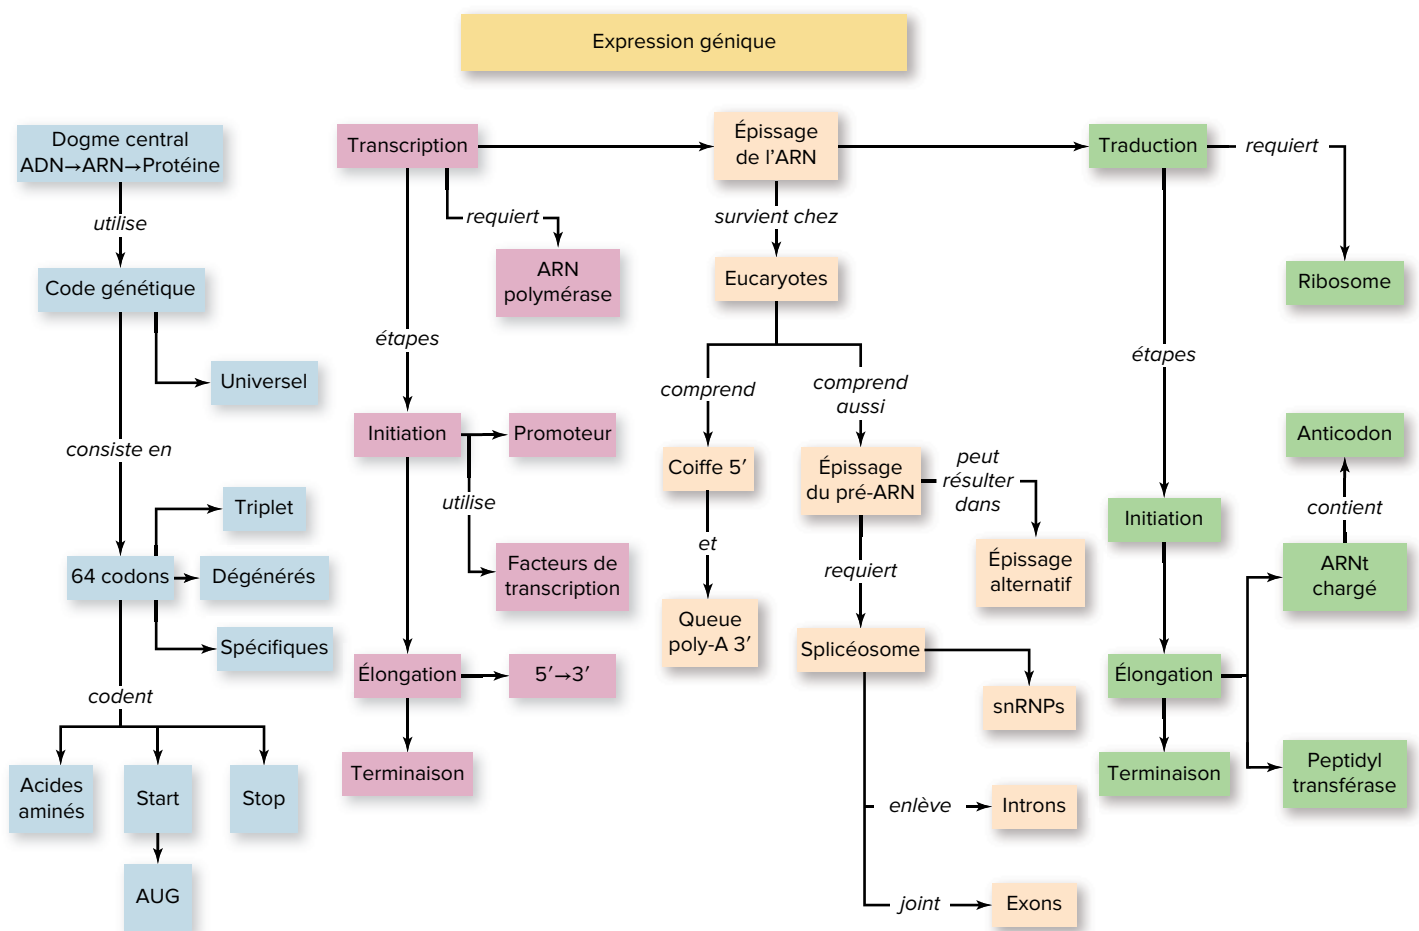 Expression génique
Dogme central
ADN→ARN→Protéine
utilise
Code génétique
Universel
consiste en
Triplet
64 codons
Dégénérés
Spécifiques
codent
Acides
aminés
Start
Stop
AUG
Transcription
requiert
ARN
polymérase
étapes
Initiation
Promoteur
utilise
Facteurs de
transcription
Élongation
5′→3′
Terminaison
Épissage
de l’ARN
survient chez
Eucaryotes
comprend
Coiffe 5′
et
Queue
poly-A 3′
comprend
aussi
Épissage
du pré-ARN
peut
résulter
dans
Épissage
alternatif
requiert
Splicéosome
snRNPs
enlève
Introns
joint
Exons
Traduction
requiert
Ribosome
étapes
Initiation
Anticodon
contient
ARNt
chargé
Élongation
Peptidyl
transférase
Terminaison